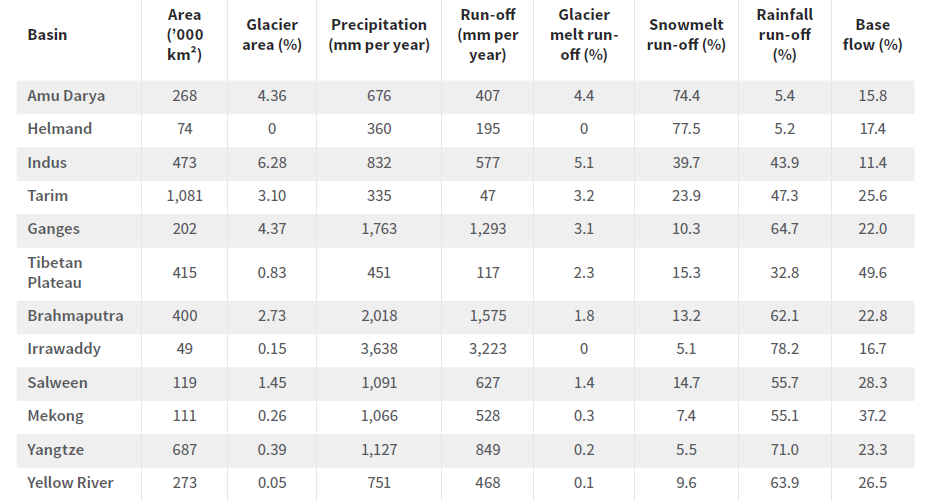 Basin Area ('000 km²) Glacier area (%) Precipitation (mm per year) Run-off (mm per year) Glacier melt run-off (%) Snowmelt run-off (%) Rainfall run-off (%) Base flow (%)
Amu Darya 268 4.36 676 407 4.4 74.4 5.4 15.8
Helmand 74 0 360 195 0 77.5 5.2 17.4
Indus 473 6.28 832 577 5.1 39.7 43.9 11.4
Tarim 1,081 3.10 335 47 3.2 23.9 47.3 25.6
Ganges 202 4.37 1,763 1,293 3.1 10.3 64.7 22.0
Tibetan Plateau 415 0.83 451 117 2.3 15.3 32.8 49.6
Brahmaputra 400 2.73 2,018 1,575 1.8 13.2 62.1 22.8
Irrawaddy 49 0.15 3,638 3,223 0 5.1 78.2 16.7
Salween 119 1.45 1,091 627 1.4 14.7 55.7 28.3
Mekong 111 0.26 1,066 528 0.3 7.4 55.1 37.2
Yangtze 687 0.39 1,127 849 0.2 5.5 71.0 23.3
Yellow River 273 0.05 751 468 0.1 9.6 63.9 26.5